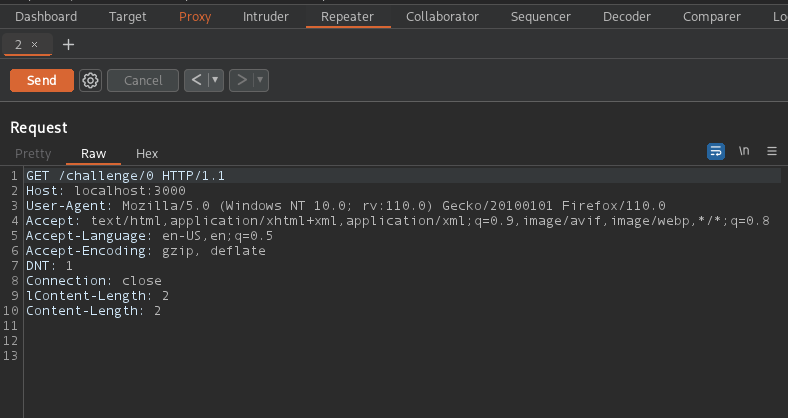 Dashboard Target Proxy Intruder Repeater Collaborator Sequencer Decoder Comparer Lo
2 × +
Send Cancel < > 
Request
Pretty Raw Hex \n
1 GET /challenge/0 HTTP/1.1
2 Host: localhost:3000
3 User-Agent: Mozilla/5.0 (Windows NT 10.0; rv:110.0) Gecko/20100101 Firefox/110.0
4 Accept: text/html,application/xhtml+xml,application/xml;q=0.9,image/avif,image/webp,*/*;q=0.8
5 Accept-Language: en-US,en;q=0.5
6 Accept-Encoding: gzip, deflate
7 DNT: 1
8 Connection: close
9 lContent-Length: 2
10 Content-Length: 2
11
12
13